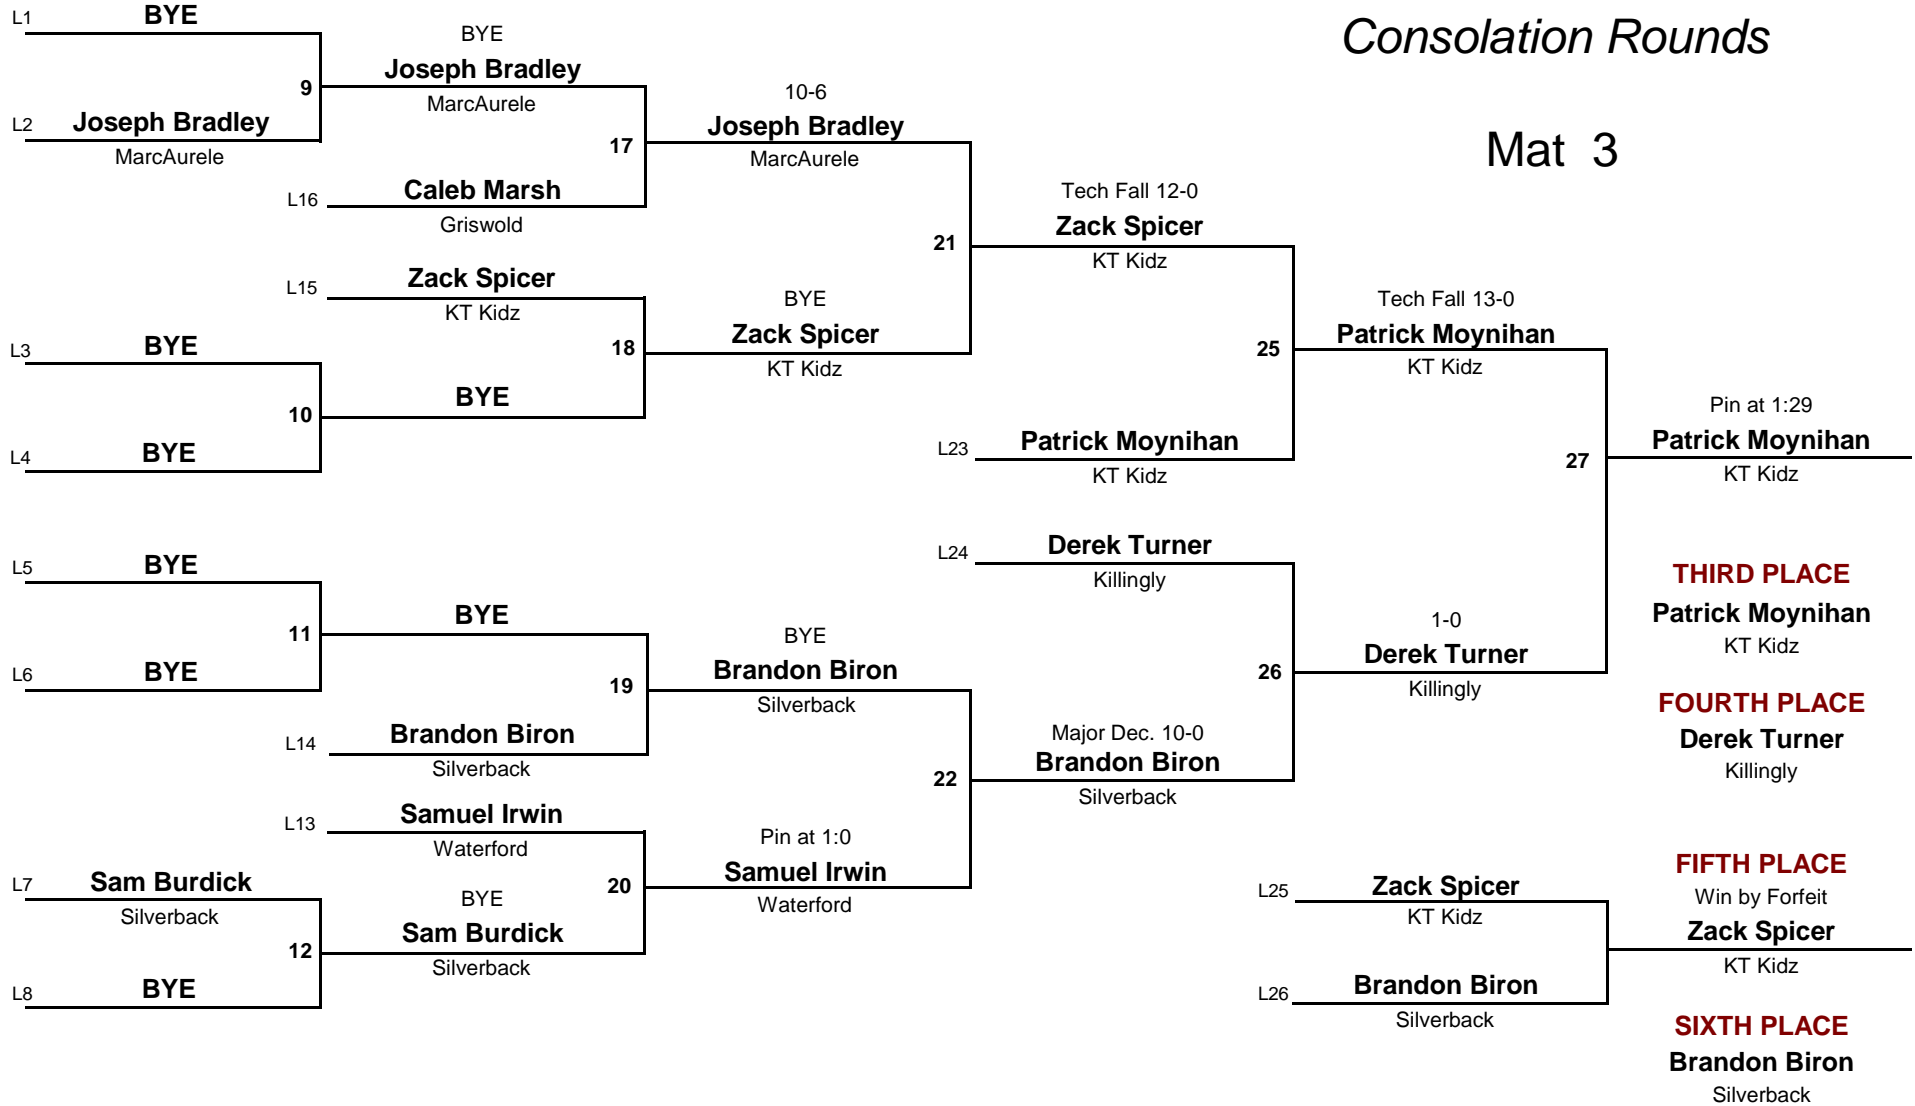 Consolation Rounds
Mat 3
L1
BYE
9
L2
Joseph Bradley
MarcAurele
BYE
Joseph Bradley
MarcAurele
17
L16
Caleb Marsh
Griswold
10-6
Joseph Bradley
MarcAurele
21
L15
Zack Spicer
KT Kidz
18
L3
BYE
10
L4
BYE
BYE
BYE
Zack Spicer
KT Kidz
Tech Fall 12-0
Zack Spicer
KT Kidz
25
L23
Patrick Moynihan
KT Kidz
Tech Fall 13-0
Patrick Moynihan
KT Kidz
27
Pin at 1:29
Patrick Moynihan
KT Kidz
L5
BYE
11
L6
BYE
BYE
19
L14
Brandon Biron
Silverback
BYE
Brandon Biron
Silverback
22
L13
Samuel Irwin
Waterford
20
L7
Sam Burdick
Silverback
12
L8
BYE
BYE
Sam Burdick
Silverback
Pin at 1:0
Samuel Irwin
Waterford
L24
Derek Turner
Killingly
26
Major Dec. 10-0
Brandon Biron
Silverback
1-0
Derek Turner
Killingly
THIRD PLACE
Patrick Moynihan
KT Kidz
FOURTH PLACE
Derek Turner
Killingly
L25
Zack Spicer
KT Kidz
L26
Brandon Biron
Silverback
FIFTH PLACE
Win by Forfeit
Zack Spicer
KT Kidz
SIXTH PLACE
Brandon Biron
Silverback